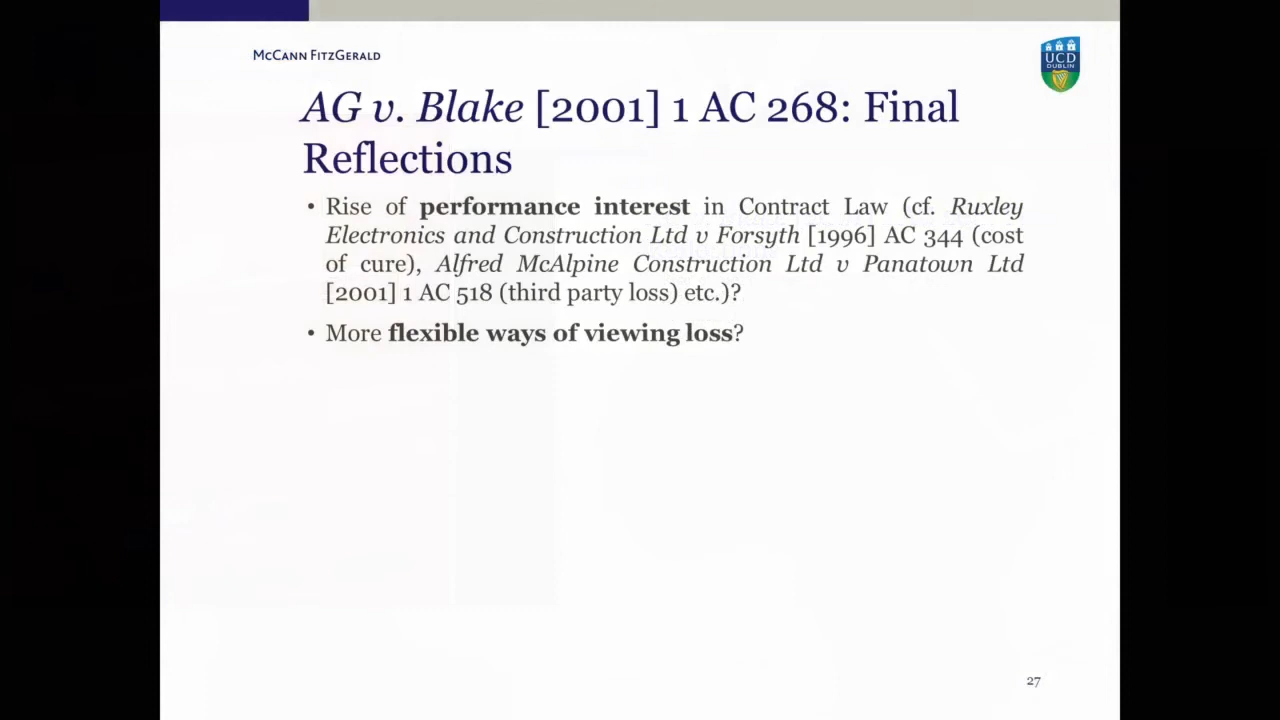 McCann FitzGerald
UCD
DUBLIN
AG v. Blake [2001] 1 AC 268: Final
Reflections
• Rise of performance interest in Contract Law (cf. Ruxley
Electronics and Construction Ltd v Forsyth [1996] AC 344 (cost
of cure), Alfred McAlpine Construction Ltd v Panatown Ltd
[2001] 1 AC 518 (third party loss) etc.)?
• More flexible ways of viewing loss?
27